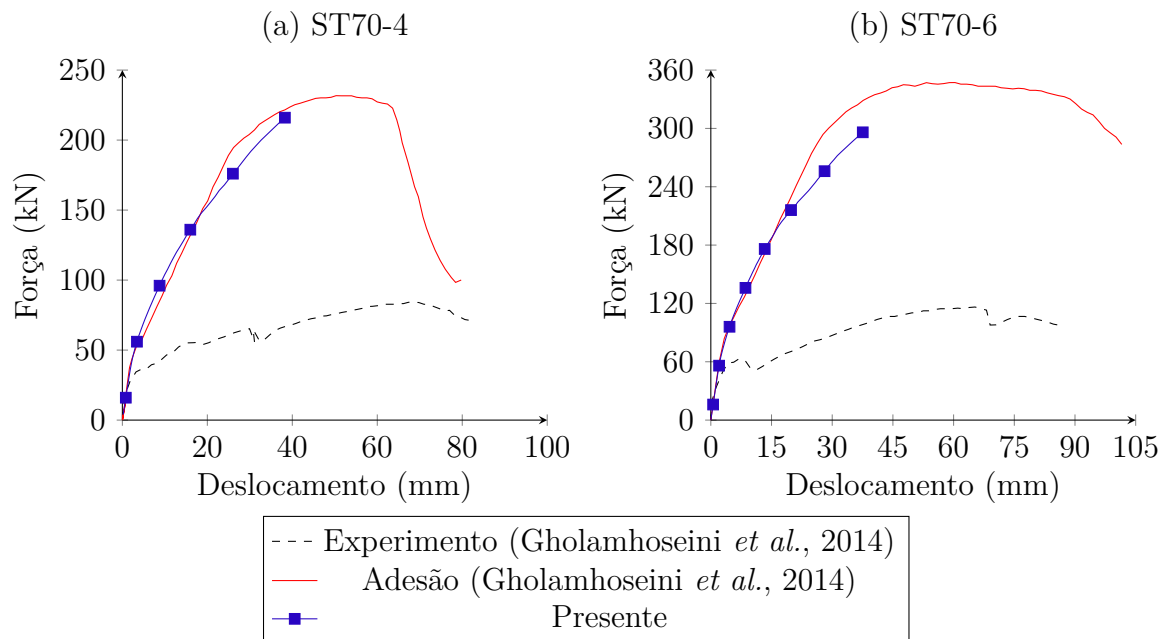 (a) ST70-4
250
200
150
100
50
0
Força (kN)
0 20 40 60 80 100
Deslocamento (mm)
(b) ST70-6
360
300
240
180
120
60
0
Força (kN)
0 15 30 45 60 75 90 105
Deslocamento (mm)
Experimento (Gholamhoseini et al., 2014)
Adesão (Gholamhoseini et al., 2014)
Presente